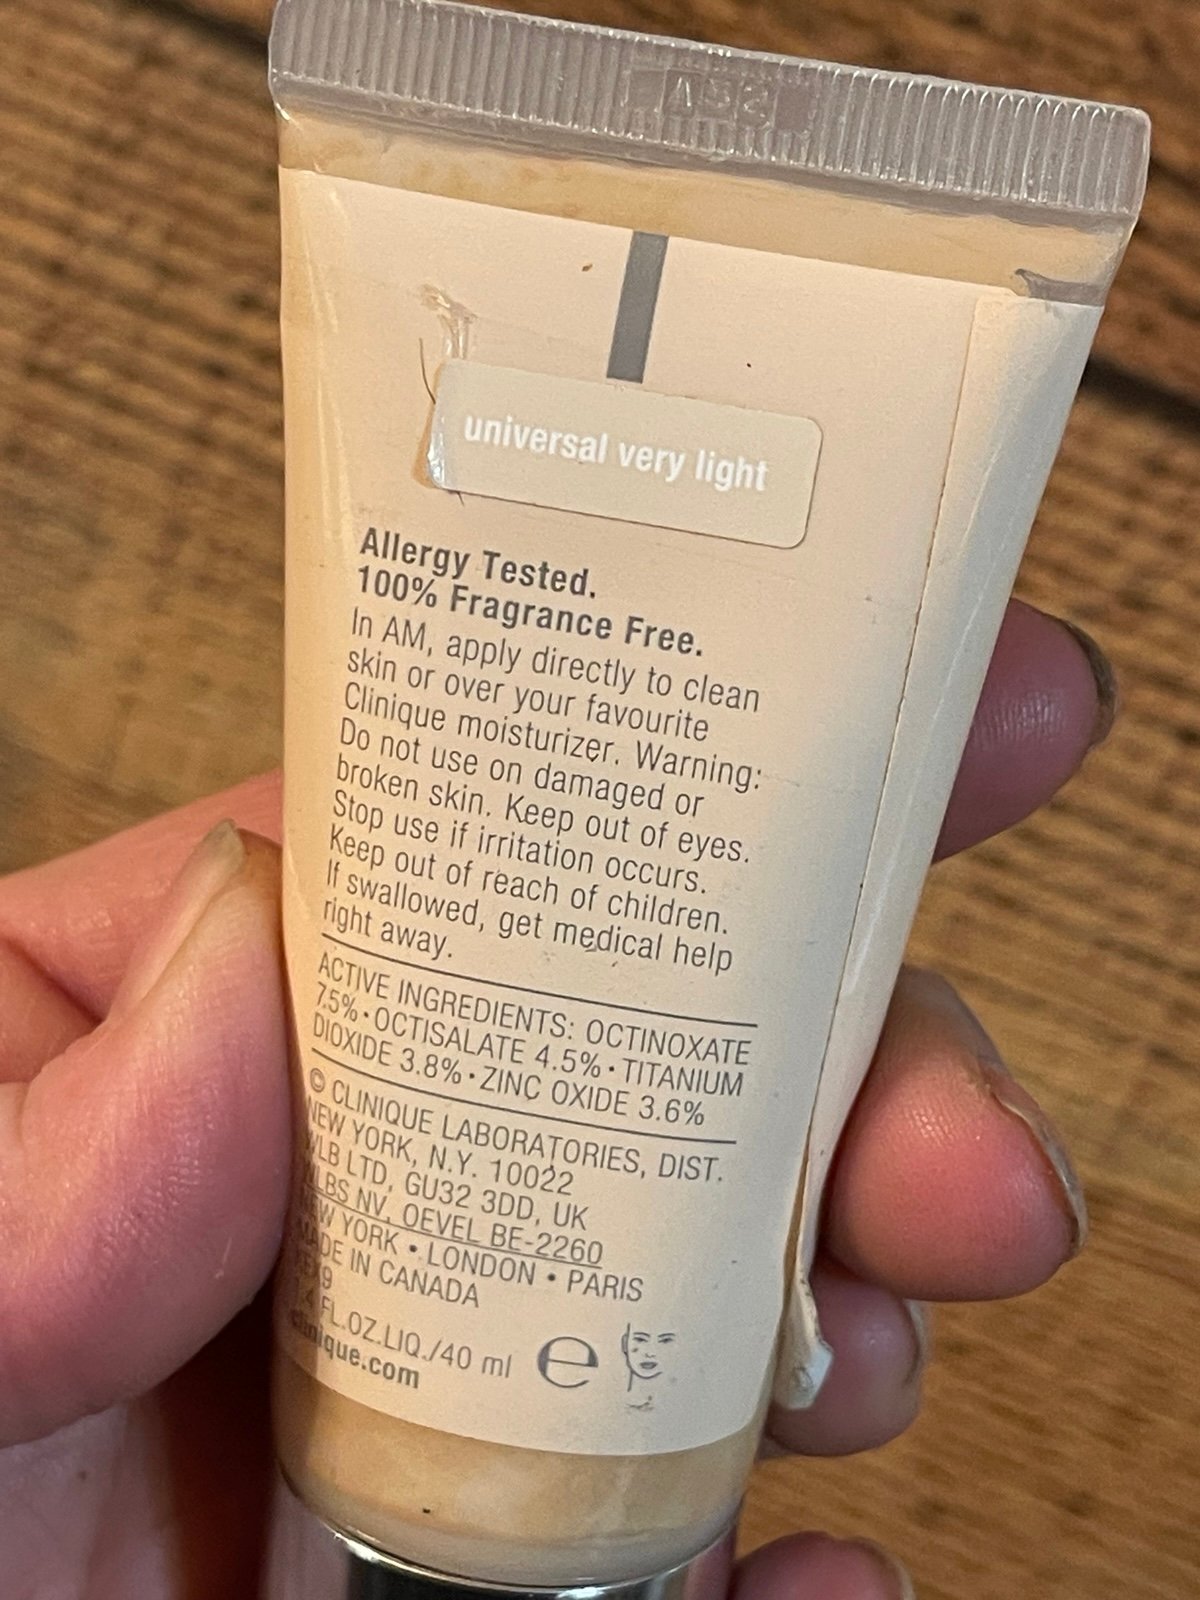 A52
universal very light
Allergy Tested.
100% Fragrance Free.
In AM, apply directly to clean
skin or over your favourite
Clinique moisturizer. Warning:
Do not use on damaged or
broken skin. Keep out of eyes.
Stop use if irritation occurs.
Keep out of reach of children.
If swallowed, get medical help
right away.
ACTIVE INGREDIENTS: OCTINOXATE
7.5% • OCTISALATE 4.5% • TITANIUM
DIOXIDE 3.8% • ZINC OXIDE 3.6%
© CLINIQUE LABORATORIES, DIST.
NEW YORK, N.Y. 10022
WLB LTD, GU32 3DD, UK
WLBS NV, OEVEL BE-2260
NEW YORK • LONDON • PARIS
MADE IN CANADA
FL.OZ.LIQ./40 ml e
clinique.com